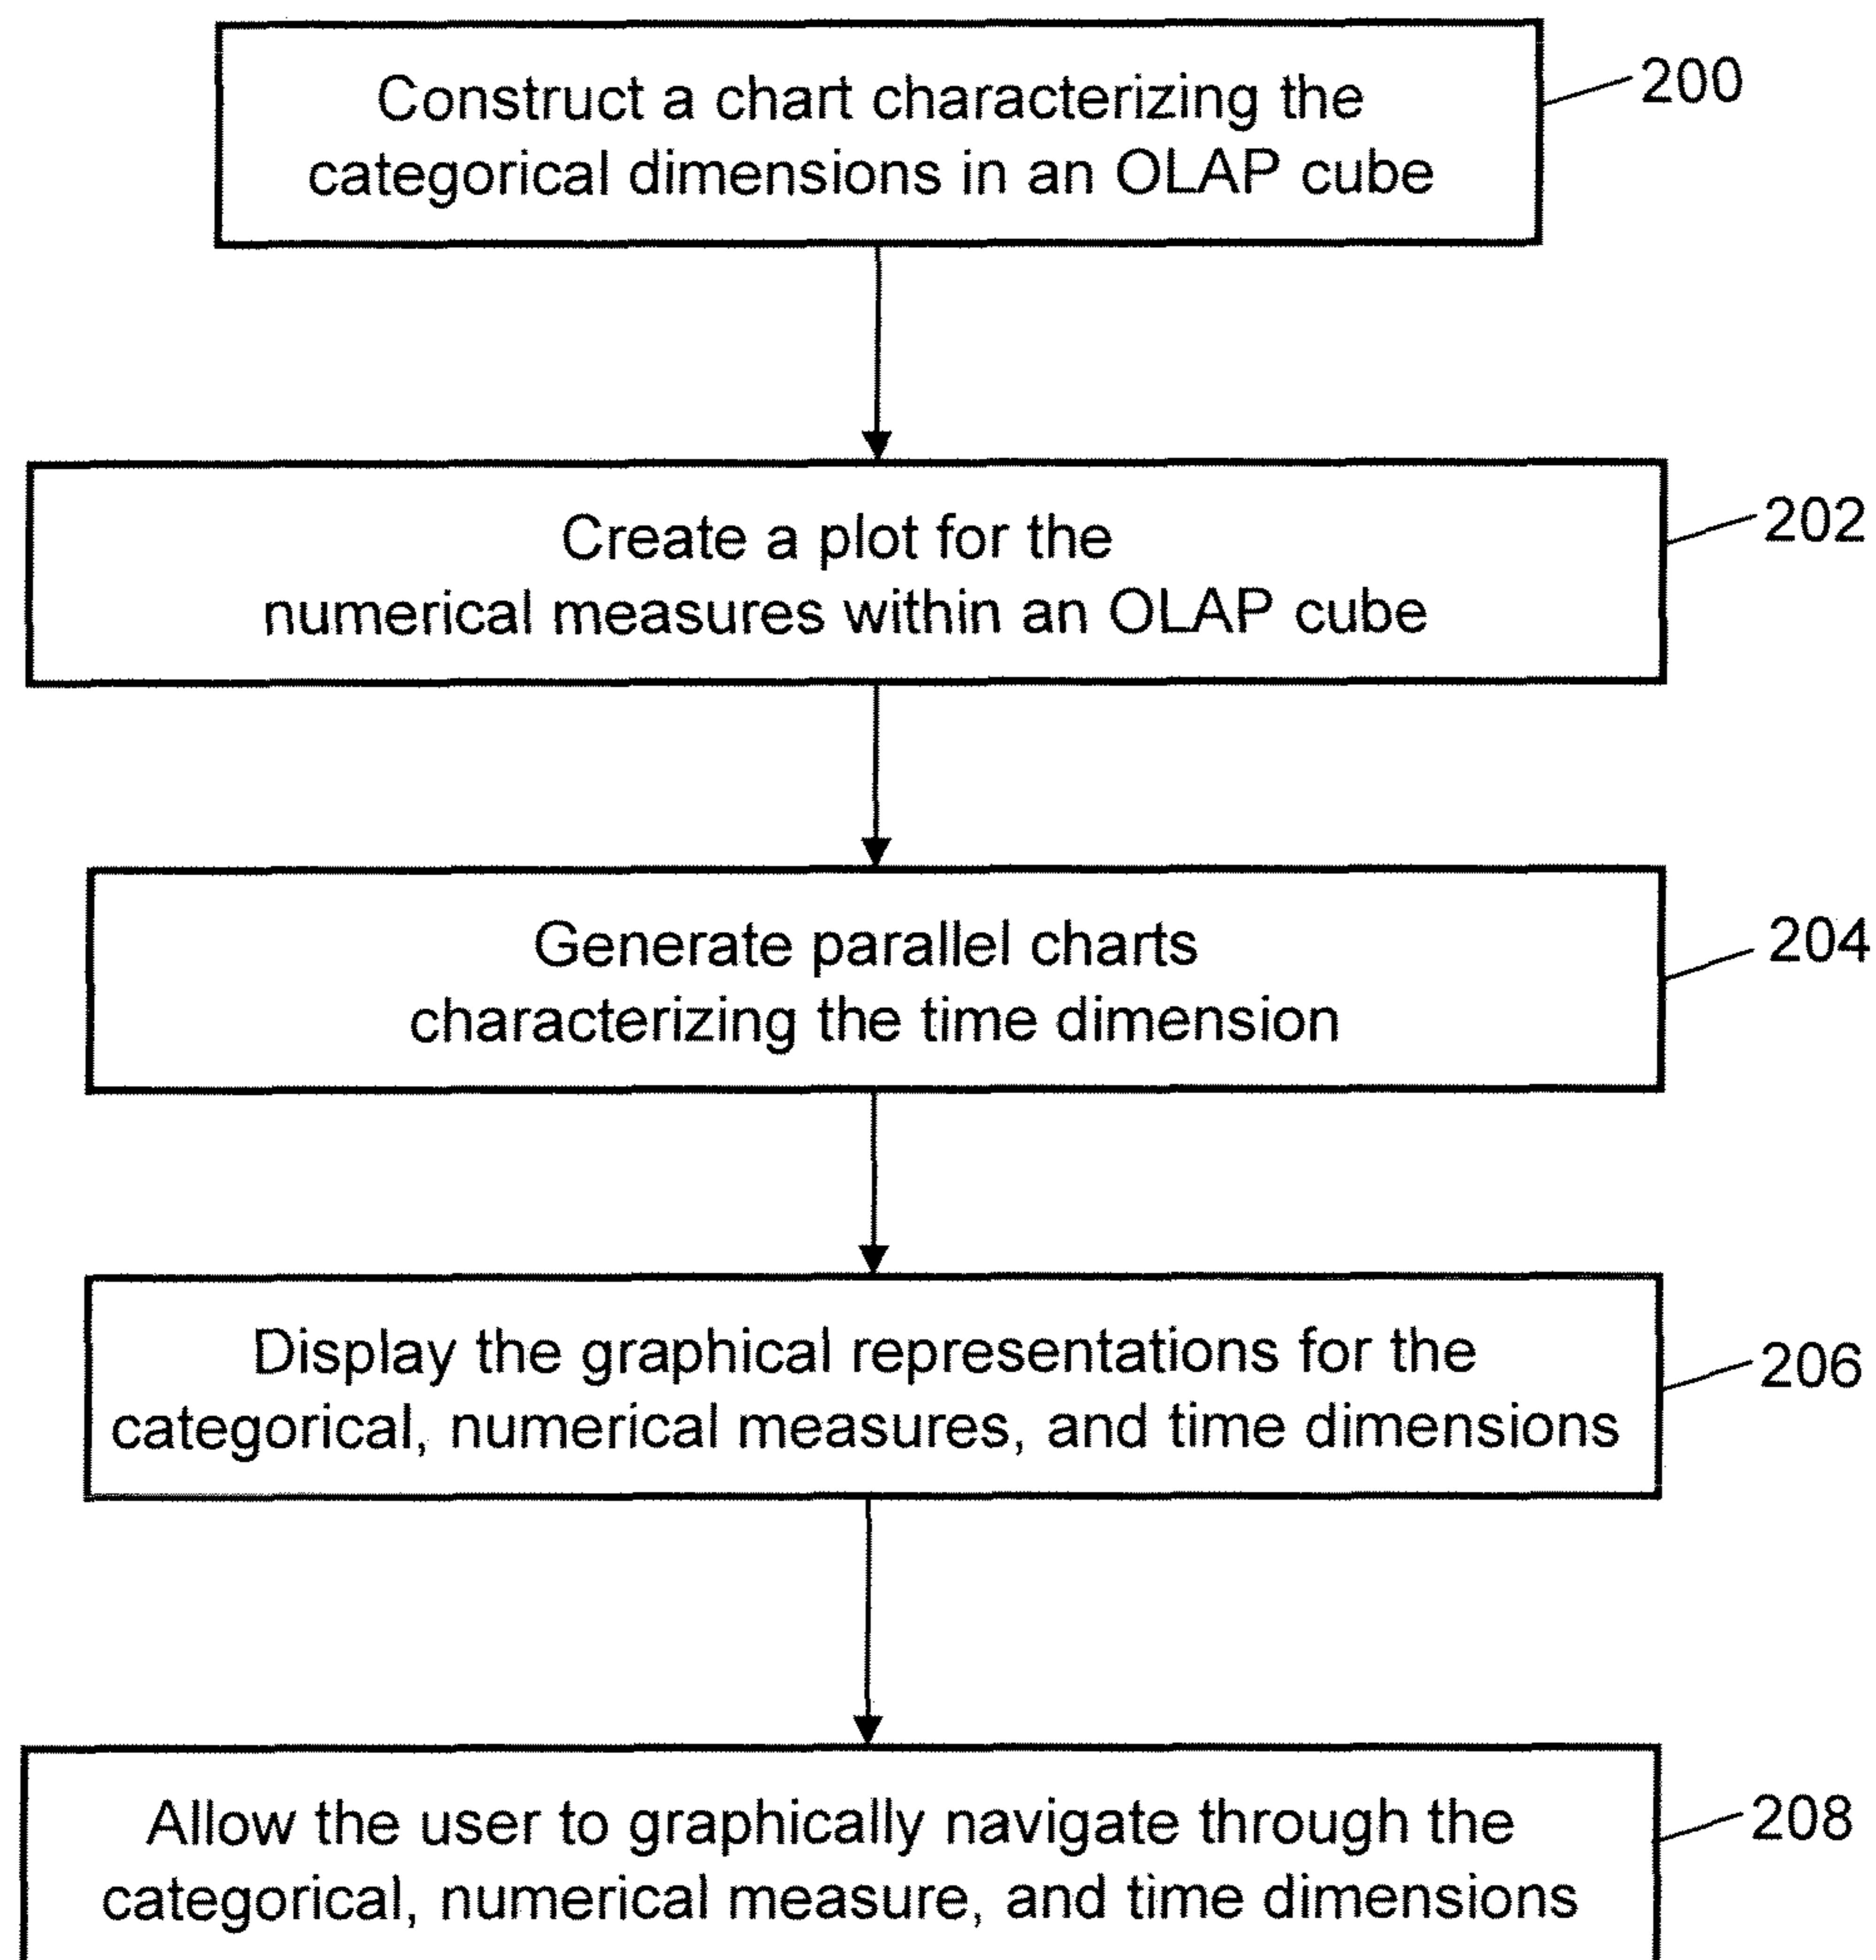 Construct a chart characterizing the
categorical dimensions in an OLAP cube
200
Create a plot for the
numerical measures within an OLAP cube
202
Generate parallel charts
characterizing the time dimension
204
Display the graphical representations for the
categorical, numerical measures, and time dimensions
206
Allow the user to graphically navigate through the
categorical, numerical measure, and time dimensions
208